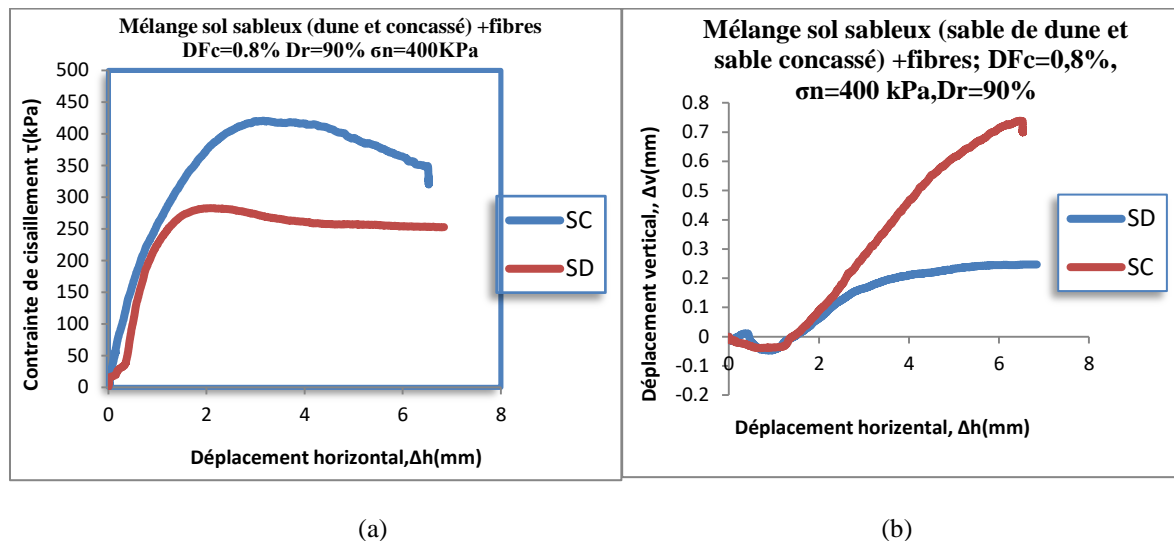 Mélange sol sableux (dune et concassé) +fibres
DFc=0.8% Dr=90% σn=400KPa
500
450
400
350
300
250
200
150
100
50
0
0 2 4 6 8
Contrainte de cisaillement τ(kPa)
Déplacement horizontal,Δh(mm)
SC
SD
(a)
Mélange sol sableux (sable de dune et
sable concassé) +fibres; DFc=0,8%,
σn=400 kPa,Dr=90%
0.8
0.7
0.6
0.5
0.4
0.3
0.2
0.1
0
-0.1
-0.2
0 2 4 6 8
Déplacement vertical,, Δv(mm)
Déplacement horizental, Δh(mm)
SD
SC
(b)